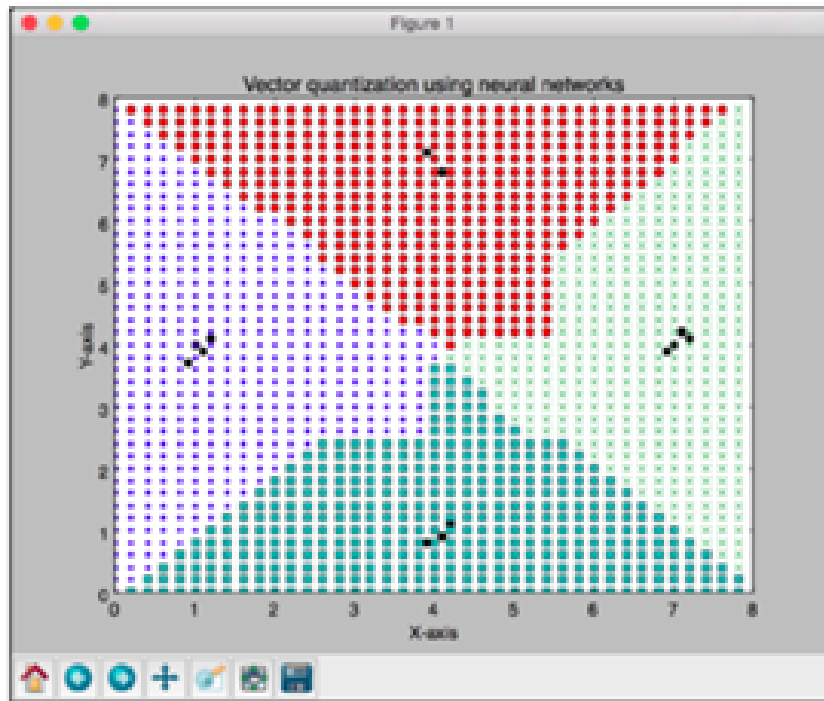 Figure 1
Vector quantization using neural networks
8
7
6
5
4
3
2
1
0
Y-axis
0 1 2 3 4 5 6 7 8
X-axis